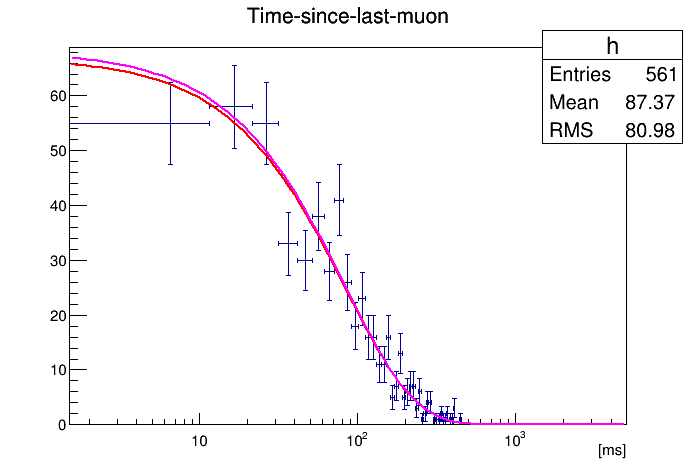 Time-since-last-muon
h
Entries 561
Mean 87.37
RMS 80.98
60
50
40
30
20
10
0
10 10² 10³
[ms]